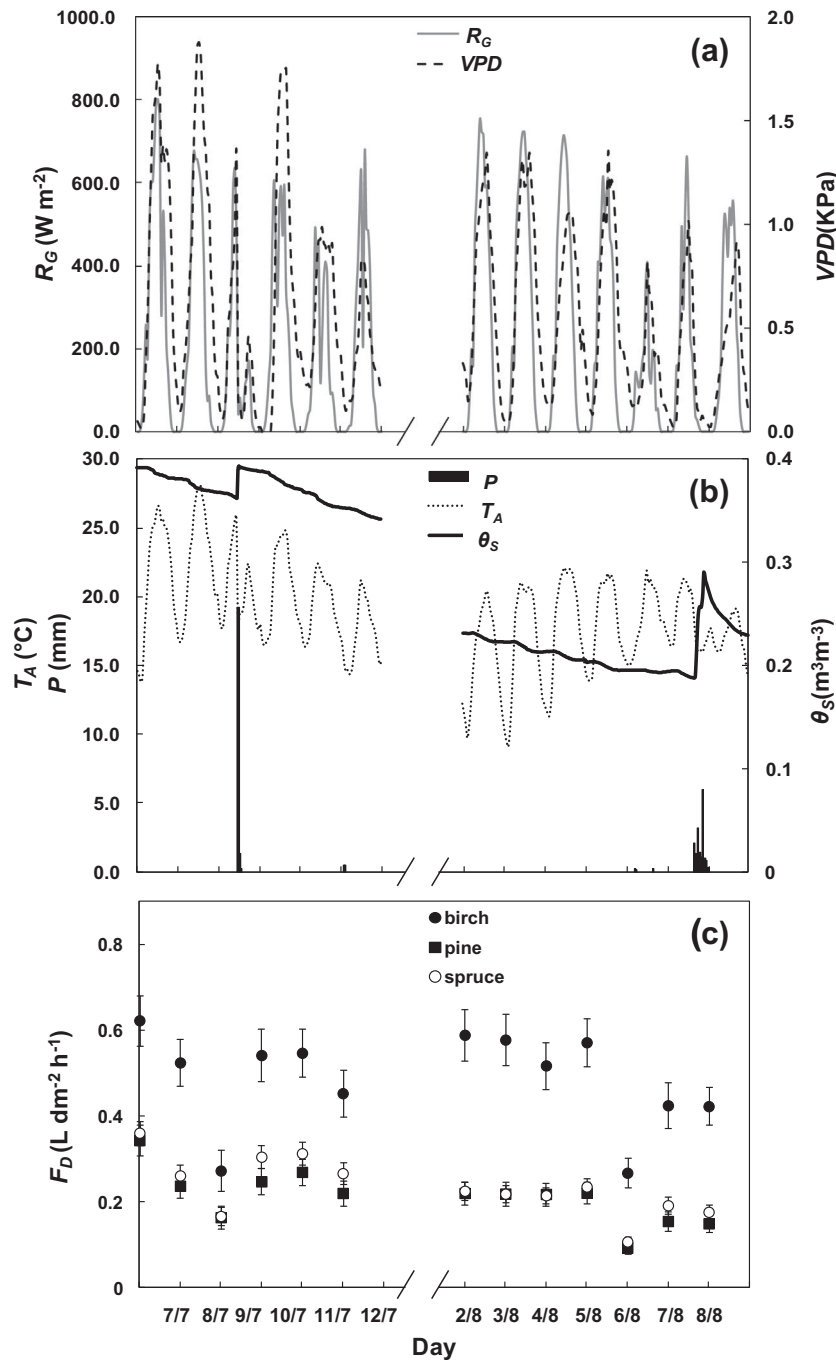 (a)
R_G
VPD
1000.0
800.0
600.0
400.0
200.0
0.0
R_G (W m⁻²)
2.0
1.5
1.0
0.5
0.0
VPD(KPa)
(b)
P
T_A
θ_S
30.0
25.0
20.0
15.0
10.0
5.0
0.0
T_A (°C)
P (mm)
0.4
0.3
0.2
0.1
0
θ_S(m³m⁻³)
(c)
birch
pine
spruce
0.8
0.6
0.4
0.2
0
F_D (L dm⁻² h⁻¹)
7/7 8/7 9/7 10/7 11/7 12/7 2/8 3/8 4/8 5/8 6/8 7/8 8/8
Day